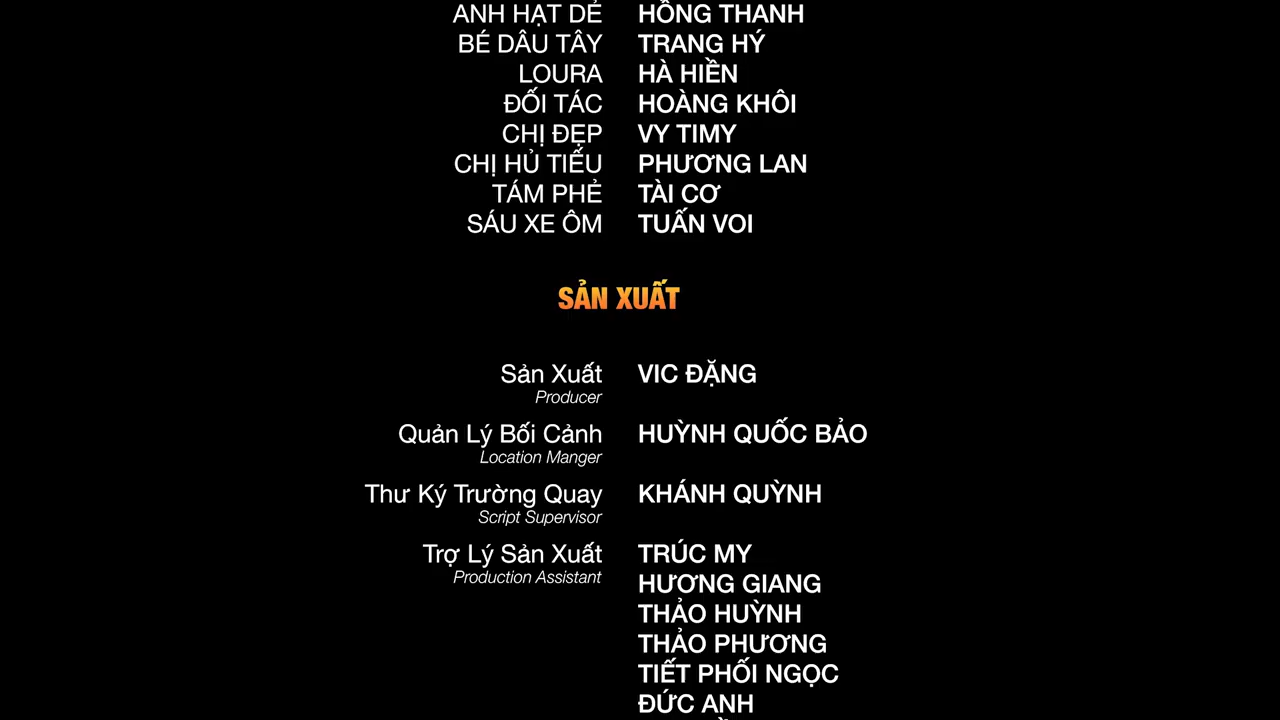 ANH HẠT DẺ HỒNG THANH
BÉ DÂU TÂY TRANG HÝ
LOURA HÀ HIỀN
ĐỐI TÁC HOÀNG KHÔI
CHỊ ĐẸP VY TIMY
CHỊ HỦ TIẾU PHƯƠNG LAN
TÁM PHẺ TÀI CƠ
SÁU XE ÔM TUẤN VOI
SẢN XUẤT
Sản Xuất VIC ĐẶNG
Producer
Quản Lý Bối Cảnh HUỲNH QUỐC BẢO
Location Manger
Thư Ký Trường Quay KHÁNH QUỲNH
Script Supervisor
Trợ Lý Sản Xuất TRÚC MY
Production Assistant
HƯƠNG GIANG
THẢO HUỲNH
THẢO PHƯƠNG
TIẾT PHỐI NGỌC
ĐỨC ANH